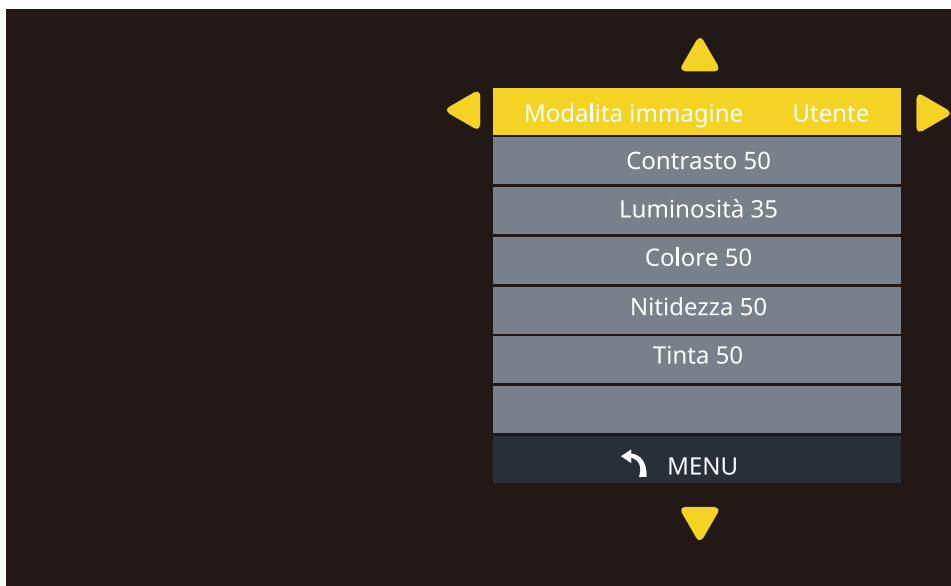 Modalita immagine Utente
Contrasto 50
Luminosità 35
Colore 50
Nitidezza 50
Tinta 50
MENU